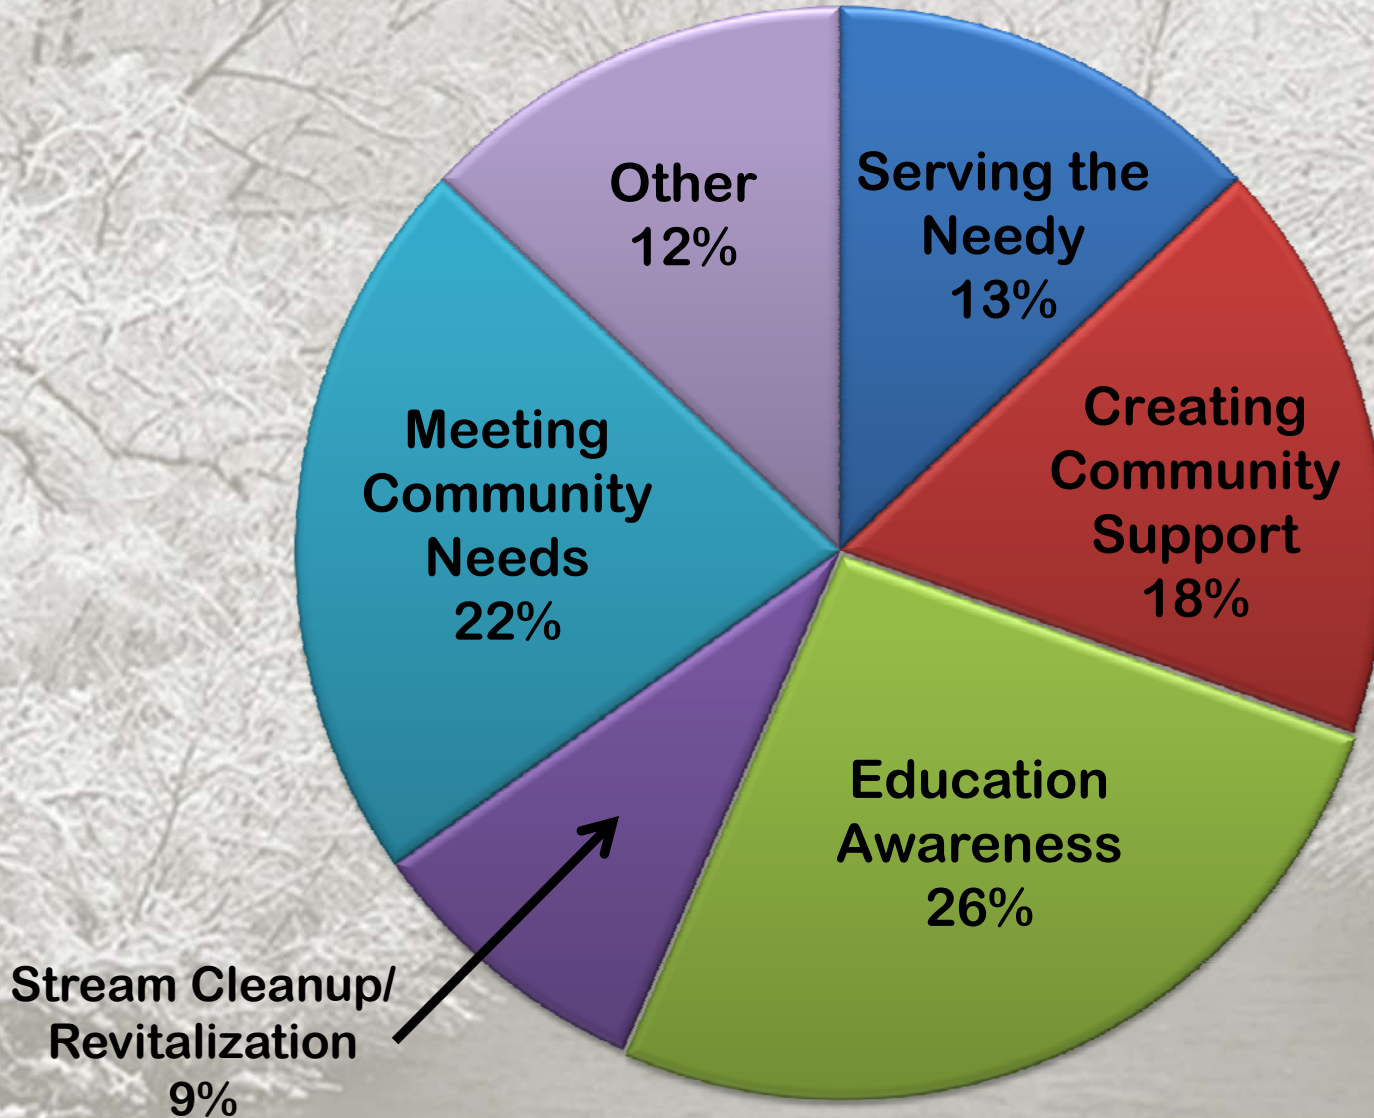 Other
12%
Serving the
Needy
13%
Creating
Community
Support
18%
Meeting
Community
Needs
22%
Education
Awareness
26%
Stream Cleanup/
Revitalization
9%